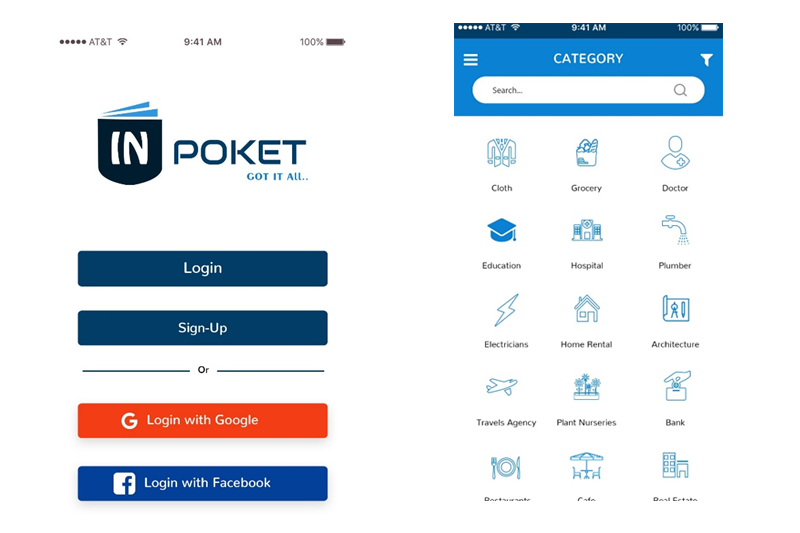 AT&T 9:41 AM 100%
IN POKET
GOT IT All..
Login
Sign-Up
Or
G Login with Google
f Login with Facebook
AT&T 9:41 AM 100%
CATEGORY
Search...
Cloth Grocery Doctor
Education Hospital Plumber
Electricians Home Rental Architecture
Travels Agency Plant Nurseries Bank
Restaurants Cafe Real Estate